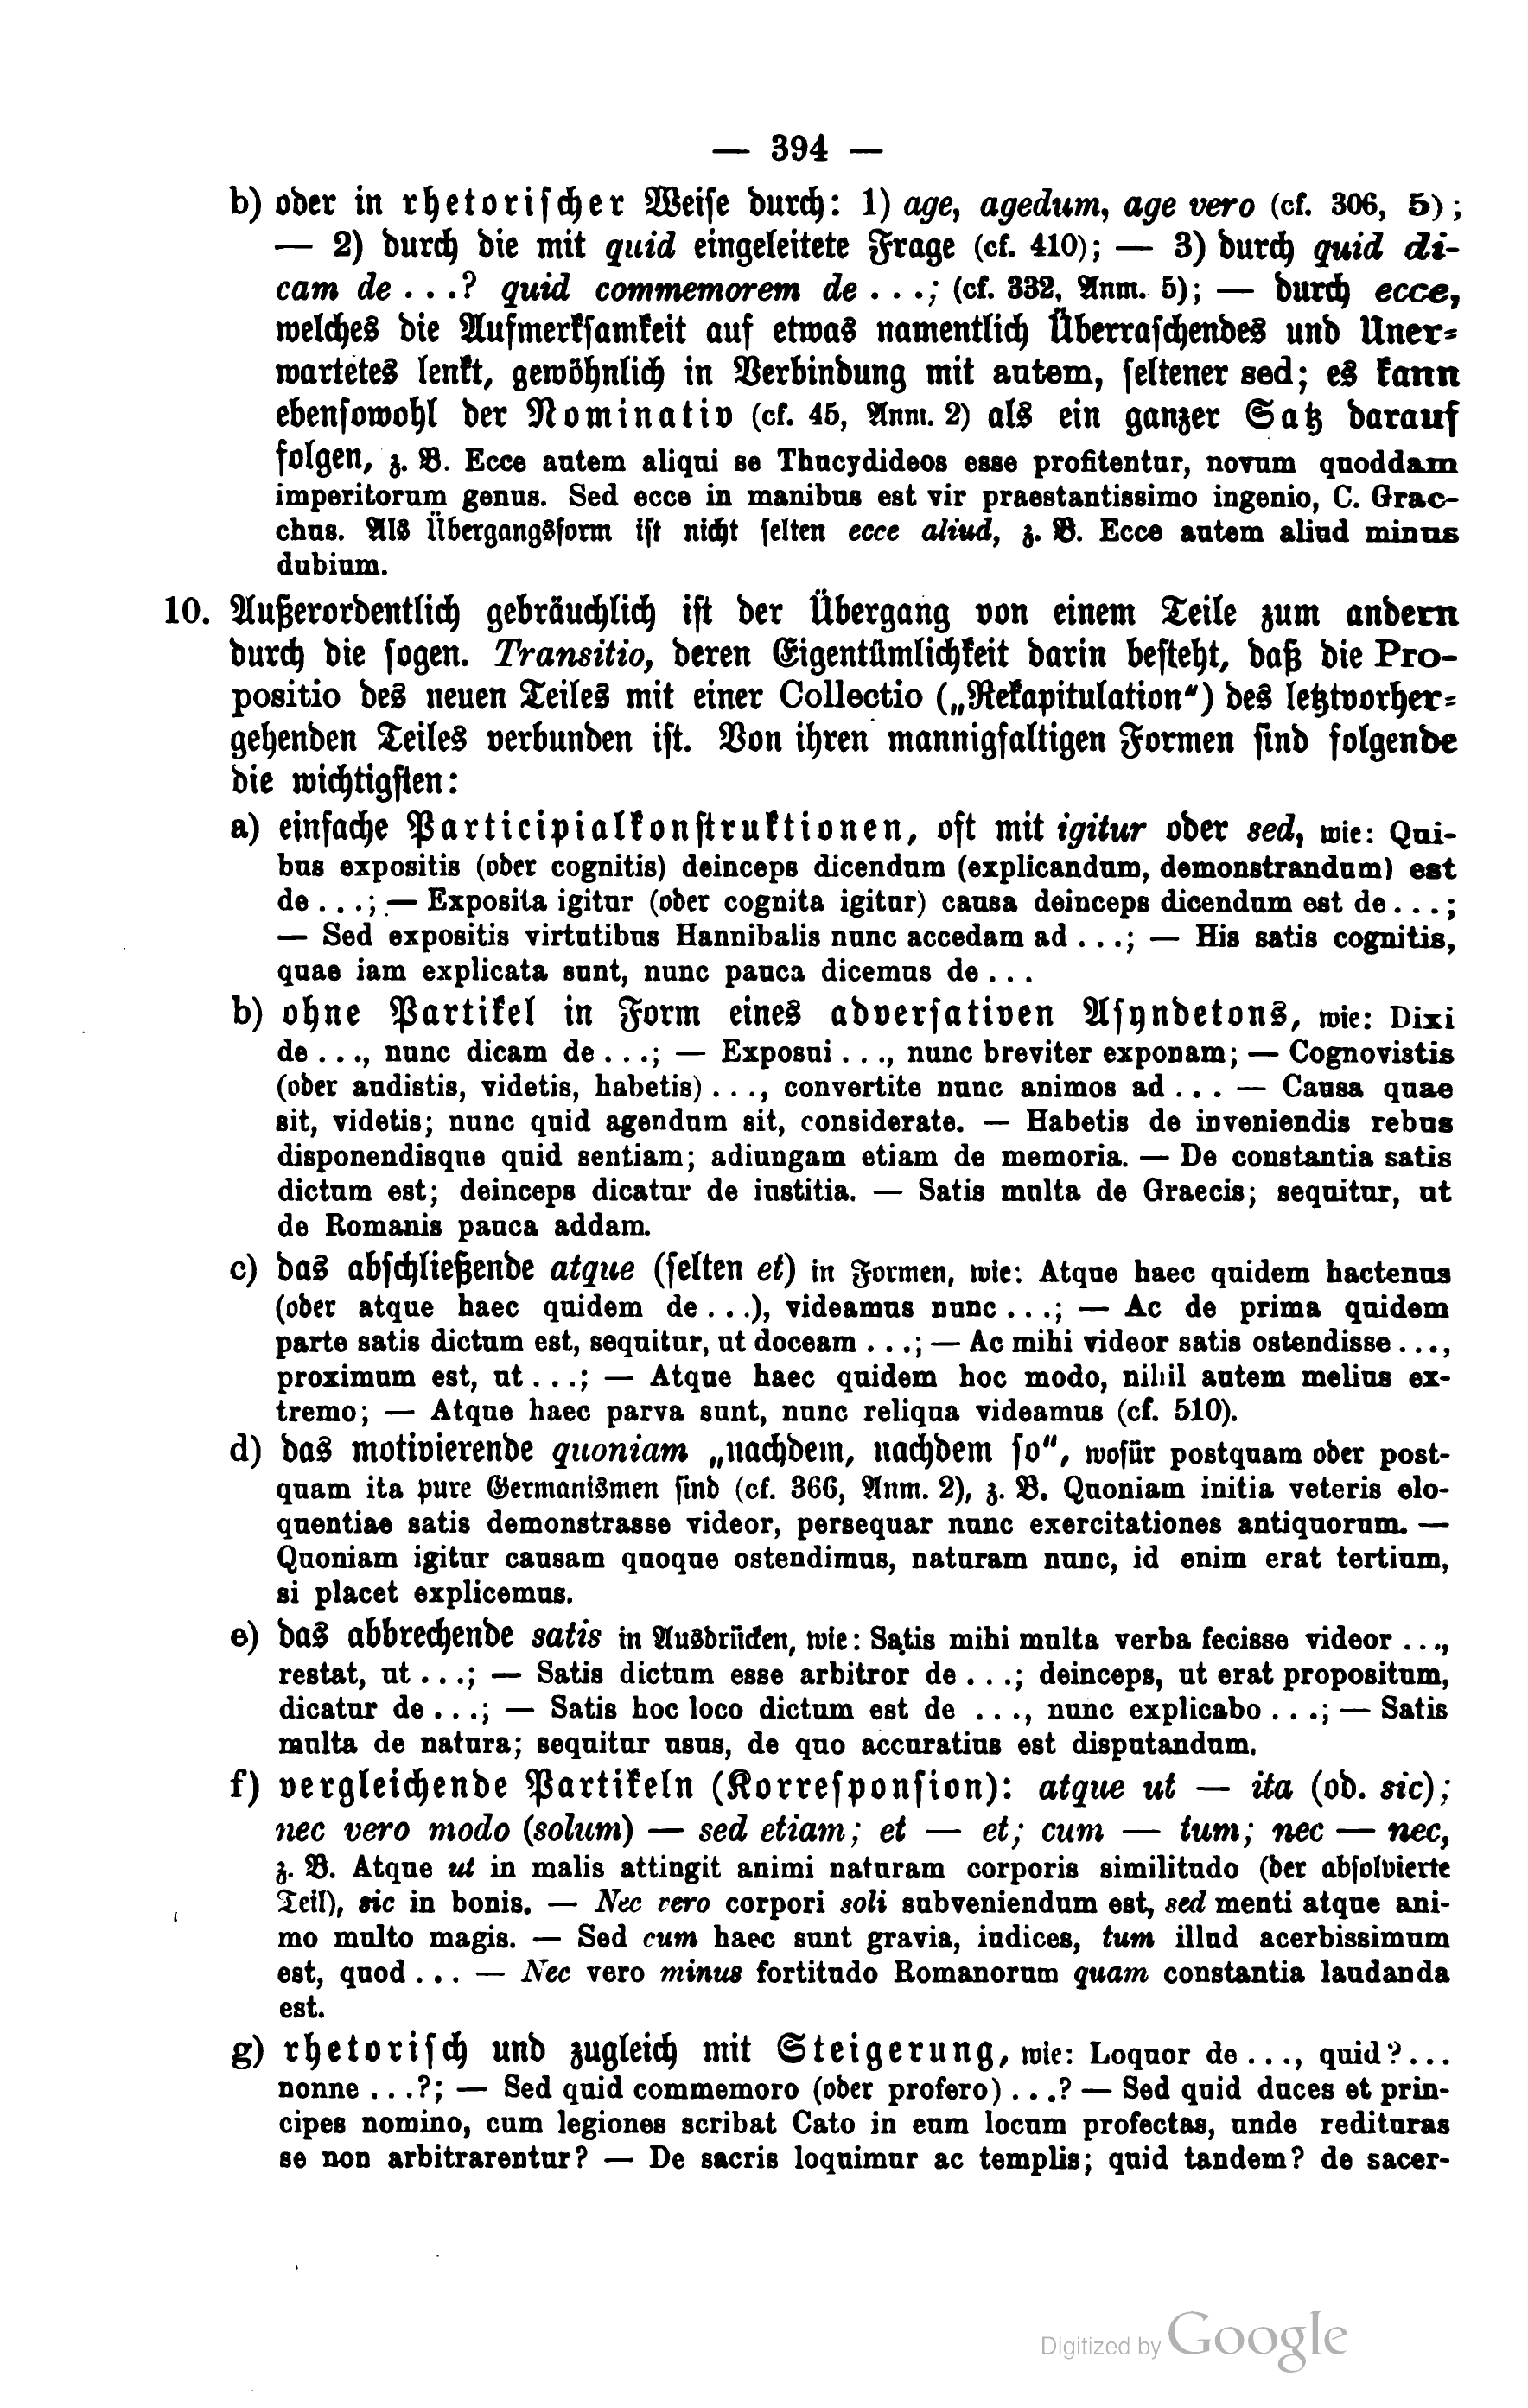 — 394 —
b) oder in rhetorischer Weise durch: 1) age, agedum, age vero (cf. 306, 5);
— 2) durch die mit quid eingeleitete Frage (cf. 410); — 3) durch quid di-
cam de . . .? quid commemorem de . . .; (cf. 332, Anm. 5); — durch ecce,
welches die Aufmerksamkeit auf etwas namentlich Überraschendes und Uner-
wartetes lenkt, gewöhnlich in Verbindung mit autem, seltener sed; es kann
ebensowohl der Nominativ (cf. 45, Anm. 2) als ein ganzer Satz darauf
folgen, z. B. Ecce autem aliqui se Thucydideos esse profitentur, novum quoddam
imperitorum genus. Sed ecce in manibus est vir praestantissimo ingenio, C. Grac-
chus. Als Übergangsform ist nicht selten ecce aliud, z. B. Ecce autem aliud minus
dubium.
10. Außerordentlich gebräuchlich ist der Übergang von einem Teile zum andern
durch die sogen. Transitio, deren Eigentümlichkeit darin besteht, daß die Pro-
positio des neuen Teiles mit einer Collectio („Rekapitulation“) des letztvorher-
gehenden Teiles verbunden ist. Von ihren mannigfaltigen Formen sind folgende
die wichtigsten:
a) einfache Participialkonstruktionen, oft mit igitur oder sed, wie: Qui-
bus expositis (oder cognitis) deinceps dicendum (explicandum, demonstrandum) est
de . . .; — Exposita igitur (oder cognita igitur) causa deinceps dicendum est de . . .;
— Sed expositis virtutibus Hannibalis nunc accedam ad . . .; — His satis cognitis,
quae iam explicata sunt, nunc pauca dicemus de . . .
b) ohne Partikel in Form eines adversativen Asyndetons, wie: Dixi
de . . ., nunc dicam de . . .; — Exposui . . ., nunc breviter exponam; — Cognovistis
(oder audistis, videtis, habetis) . . ., convertite nunc animos ad . . . — Causa quae
sit, videtis; nunc quid agendum sit, considerate. — Habetis de inveniendis rebus
disponendisque quid sentiam; adiungam etiam de memoria. — De constantia satis
dictum est; deinceps dicatur de iustitia. — Satis multa de Graecis; sequitur, ut
de Romanis pauca addam.
c) das abschließende atque (selten et) in Formen, wie: Atque haec quidem hactenus
(oder atque haec quidem de . . .), videamus nunc . . .; — Ac de prima quidem
parte satis dictum est, sequitur, ut doceam . . .; — Ac mihi videor satis ostendisse . . .,
proximum est, ut . . .; — Atque haec quidem hoc modo, nihil autem melius ex-
tremo; — Atque haec parva sunt, nunc reliqua videamus (cf. 510).
d) das motivierende quoniam „nachdem, nachdem so“, wofür postquam oder post-
quam ita pure Germanismen sind (cf. 366, Anm. 2), z. B. Quoniam initia veteris elo-
quentiae satis demonstrasse videor, persequar nunc exercitationes antiquorum. —
Quoniam igitur causam quoque ostendimus, naturam nunc, id enim erat tertium,
si placet explicemus.
e) das abbrechende satis in Ausdrücken, wie: Satis mihi multa verba fecisse videor . . .,
restat, ut . . .; — Satis dictum esse arbitror de . . .; deinceps, ut erat propositum,
dicatur de . . .; — Satis hoc loco dictum est de . . ., nunc explicabo . . .; — Satis
multa de natura; sequitur usus, de quo accuratius est disputandum.
f) vergleichende Partikeln (Korresponsion): atque ut — ita (od. sic);
nec vero modo (solum) — sed etiam; et — et; cum — tum; nec — nec,
z. B. Atque ut in malis attingit animi naturam corporis similitudo (der absolvierte
Teil), sic in bonis. — Nec vero corpori soli subveniendum est, sed menti atque ani-
mo multo magis. — Sed cum haec sunt gravia, iudices, tum illud acerbissimum
est, quod . . . — Nec vero minus fortitudo Romanorum quam constantia laudanda
est.
g) rhetorisch und zugleich mit Steigerung, wie: Loquor de . . ., quid? . . .
nonne . . .?; — Sed quid commemoro (oder profero) . . .? — Sed quid duces et prin-
cipes nomino, cum legiones scribat Cato in eum locum profectas, unde redituras
se non arbitrarentur? — De sacris loquimur ac templis; quid tandem? de sacer-
Digitized by Google